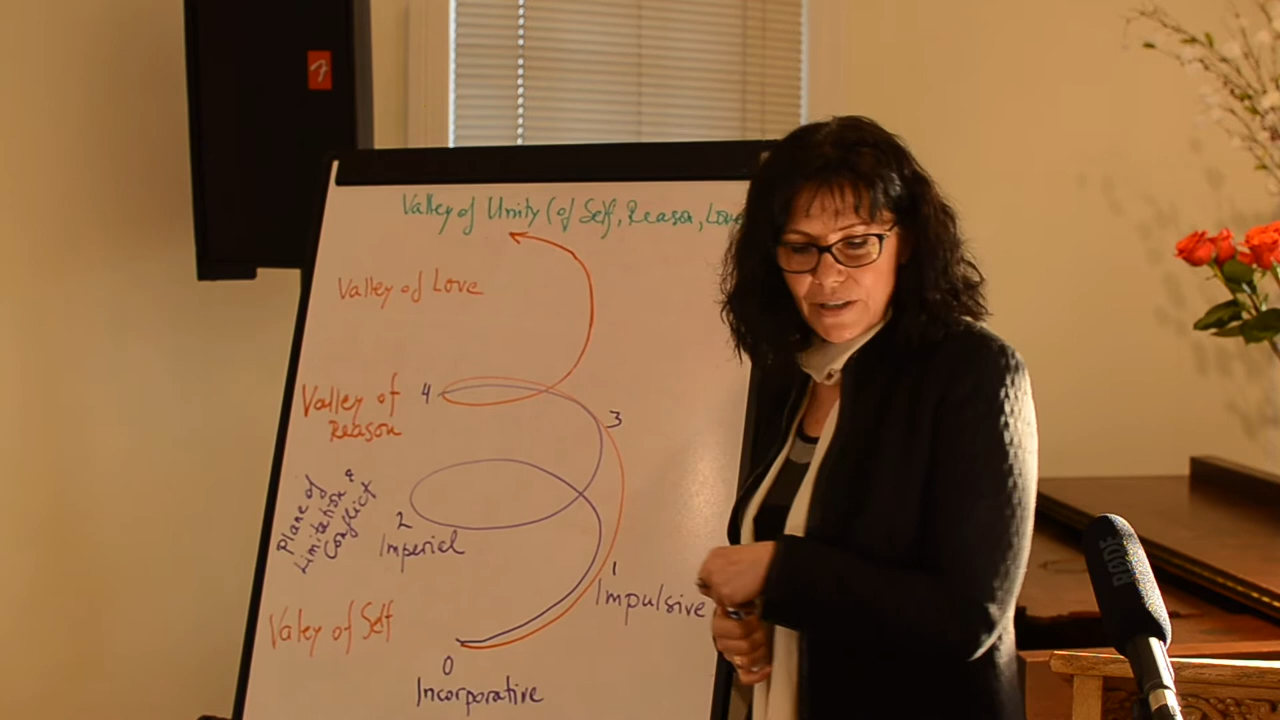 Valley of Unity (of Self, Reason, Love
Valley of Love
Valley of
Reason
4
3
Plane of
Limitation &
Conflict
2
Imperial
1
Impulsive
Valey of Self
0
Incorporative
RØDE